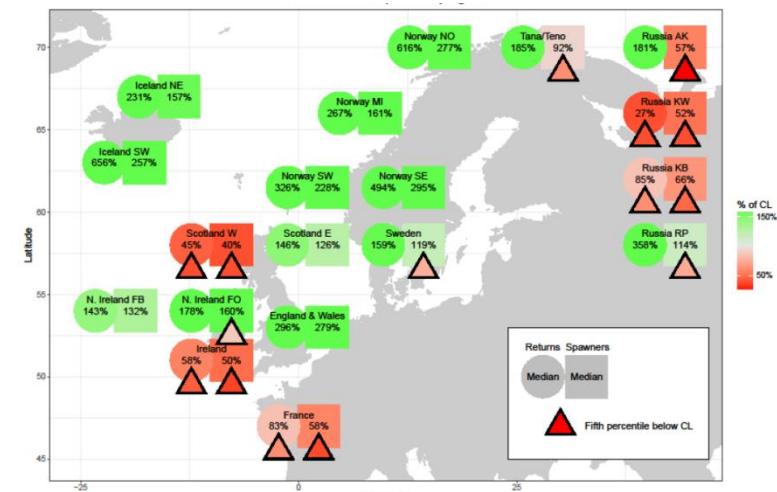 Norway NO
616% 277%
Tana/Teno
185% 92%
Russia AK
181% 57%
70
Iceland NE
231% 157%
Norway MI
267% 161%
Russia KW
27% 52%
65
Iceland SW
656% 257%
Norway SW
326% 228%
Norway SE
494% 295%
Russia KB
85% 66%
60
% of CL
150%
50%
Scotland W
45% 40%
Scotland E
146% 126%
Sweden
159% 119%
Russia RP
358% 114%
Latitude
55
N. Ireland FB
143% 132%
N. Ireland FO
178% 160%
England & Wales
296% 279%
Ireland
58% 50%
50
Returns Spawners
Median Median
Fifth percentile below CL
France
83% 58%
45
−25 0 25